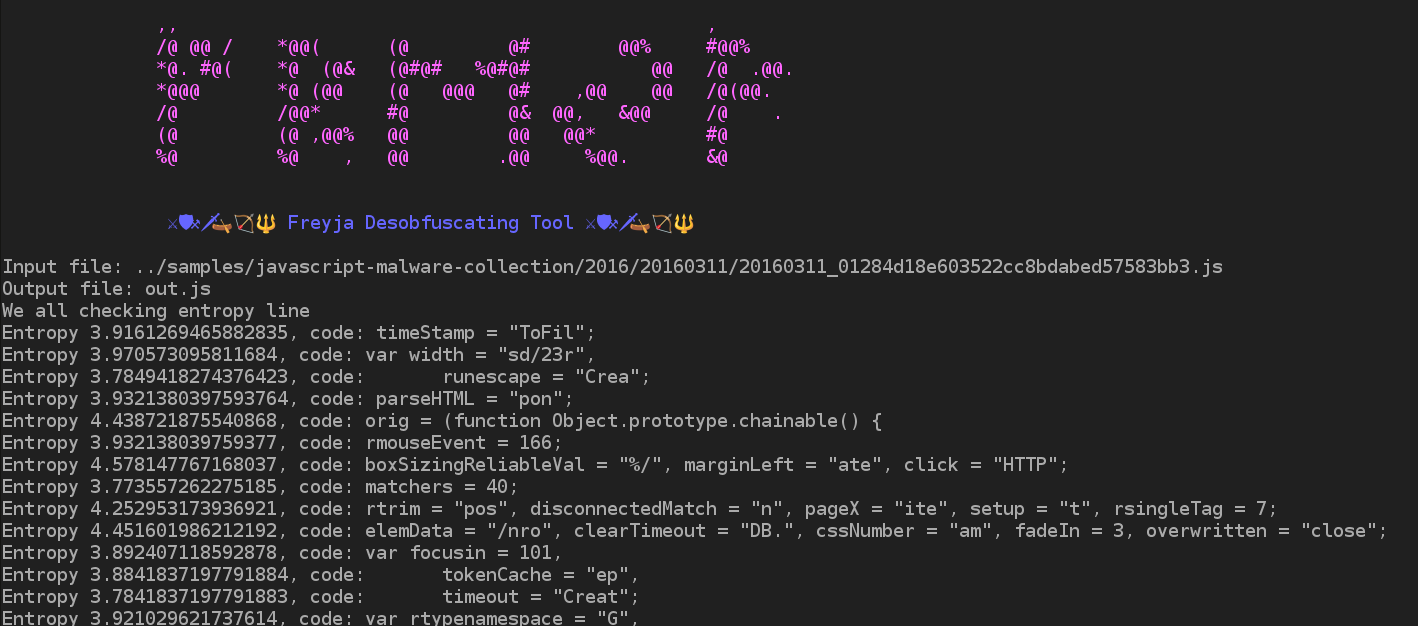 ,,                                                ,
/@ @@ /    *@@(      (@         @#        @@%     #@@%
*@. #@(    *@  (@&   (@#@#   %@#@#           @@   /@  .@@.
*@@@       *@ (@@    (@   @@@   @#    ,@@    @@   /@(@@.
/@         /@@*      #@         @&  @@,   &@@     /@    .
(@         (@ ,@@%   @@         @@   @@*          #@
%@         %@    ,   @@        .@@     %@@.       &@
⚔🛡⚒🗡🛶🏹🔱 Freyja Desobfuscating Tool ⚔🛡⚒🗡🛶🏹🔱
Input file: ../samples/javascript-malware-collection/2016/20160311/20160311_01284d18e603522cc8bdabed57583bb3.js
Output file: out.js
We all checking entropy line
Entropy 3.9161269465882835, code: timeStamp = "ToFil";
Entropy 3.970573095811684, code: var width = "sd/23r",
Entropy 3.7849418274376423, code:       runescape = "Crea";
Entropy 3.9321380397593764, code: parseHTML = "pon";
Entropy 4.438721875540868, code: orig = (function Object.prototype.chainable() {
Entropy 3.932138039759377, code: rmouseEvent = 166;
Entropy 4.578147767168037, code: boxSizingReliableVal = "%/", marginLeft = "ate", click = "HTTP";
Entropy 3.773557262275185, code: matchers = 40;
Entropy 4.252953173936921, code: rtrim = "pos", disconnectedMatch = "n", pageX = "ite", setup = "t", rsingleTag = 7;
Entropy 4.451601986212192, code: elemData = "/nro", clearTimeout = "DB.", cssNumber = "am", fadeIn = 3, overwritten = "close";
Entropy 3.892407118592878, code: var focusin = 101,
Entropy 3.8841837197791884, code:       tokenCache = "ep",
Entropy 3.7841837197791883, code:       timeout = "Creat";
Entropy 3.921029621737614, code: var rtypenamespace = "G",